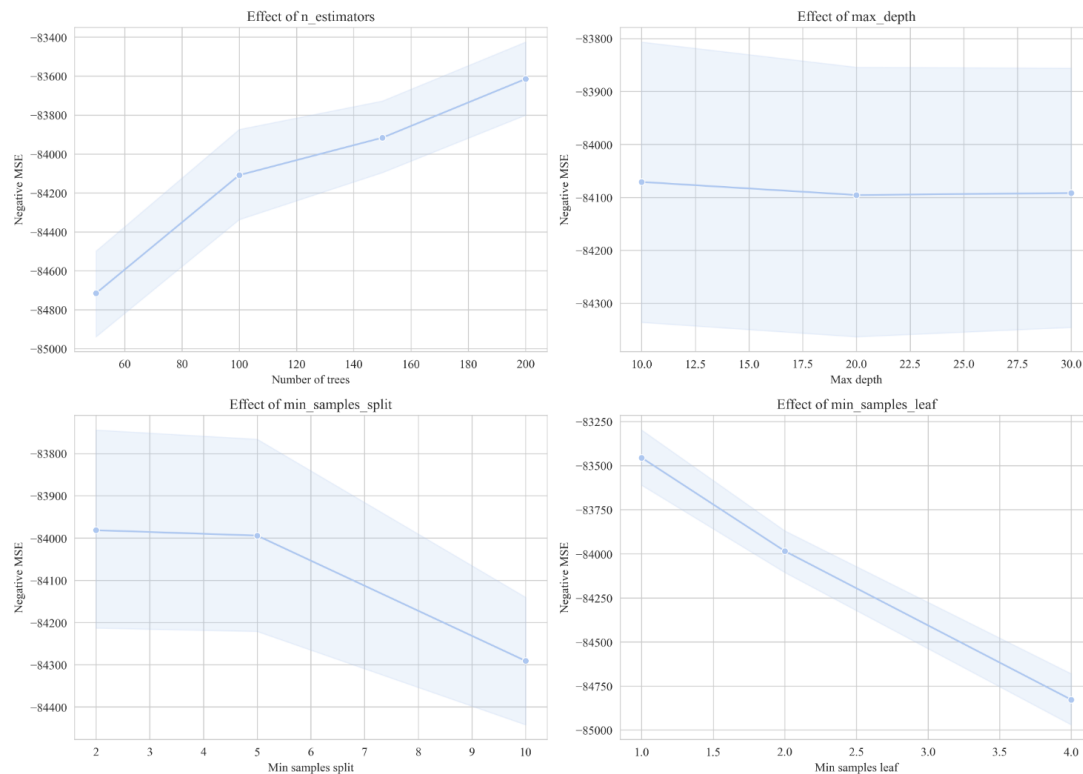 Effect of n_estimators
−83400
−83600
−83800
−84000
−84200
−84400
−84600
−84800
−85000
Negative MSE
60 80 100 120 140 160 180 200
Number of trees
Effect of max_depth
−83800
−83900
−84000
−84100
−84200
−84300
Negative MSE
10.0 12.5 15.0 17.5 20.0 22.5 25.0 27.5 30.0
Max depth
Effect of min_samples_split
−83800
−83900
−84000
−84100
−84200
−84300
−84400
Negative MSE
2 3 4 5 6 7 8 9 10
Min samples split
Effect of min_samples_leaf
−83250
−83500
−83750
−84000
−84250
−84500
−84750
−85000
Negative MSE
1.0 1.5 2.0 2.5 3.0 3.5 4.0
Min samples leaf